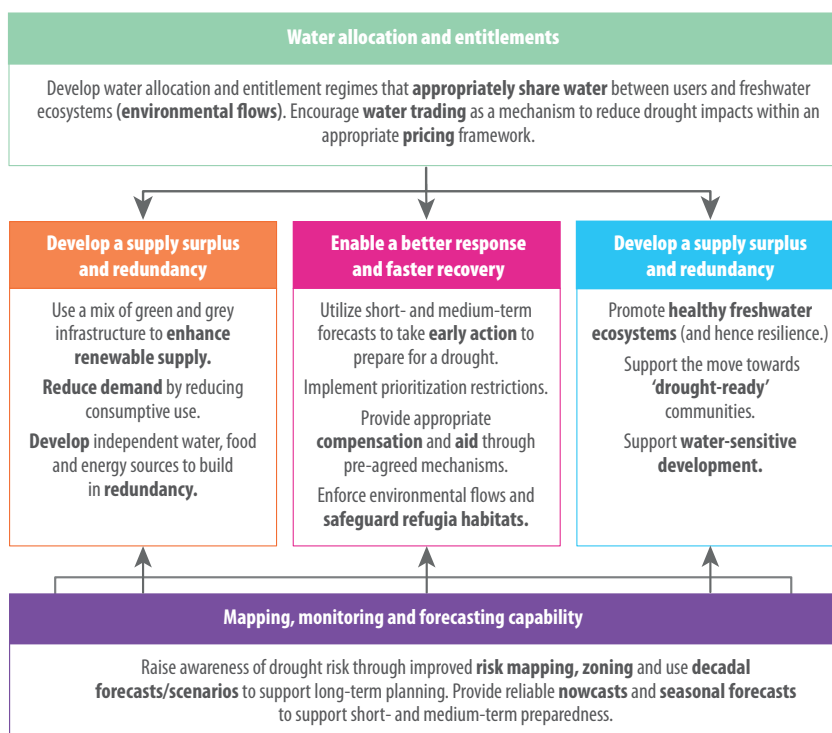 Water allocation and entitlements
Develop water allocation and entitlement regimes that appropriately share water between users and freshwater
ecosystems (environmental flows). Encourage water trading as a mechanism to reduce drought impacts within an
appropriate pricing framework.
Develop a supply surplus
and redundancy
Use a mix of green and grey
infrastructure to enhance
renewable supply.
Reduce demand by reducing
consumptive use.
Develop independent water, food
and energy sources to build
in redundancy.
Enable a better response
and faster recovery
Utilize short- and medium-term
forecasts to take early action to
prepare for a drought.
Implement prioritization restrictions.
Provide appropriate
compensation and aid through
pre-agreed mechanisms.
Enforce environmental flows and
safeguard refugia habitats.
Develop a supply surplus
and redundancy
Promote healthy freshwater
ecosystems (and hence resilience.)
Support the move towards
‘drought-ready’
communities.
Support water-sensitive
development.
Mapping, monitoring and forecasting capability
Raise awareness of drought risk through improved risk mapping, zoning and use decadal
forecasts/scenarios to support long-term planning. Provide reliable nowcasts and seasonal forecasts
to support short- and medium-term preparedness.